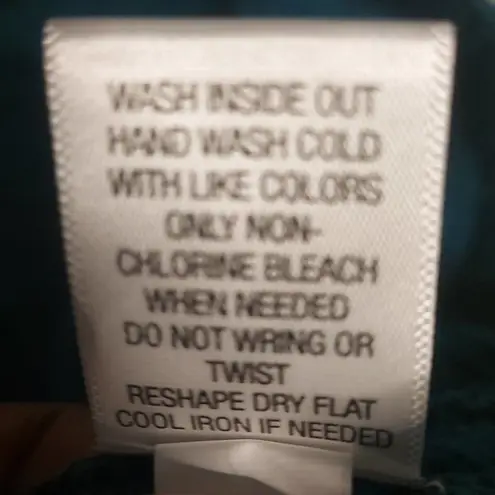 WASH INSIDE OUT
HAND WASH COLD
WITH LIKE COLORS
ONLY NON-
CHLORINE BLEACH
WHEN NEEDED
DO NOT WRING OR
TWIST
RESHAPE DRY FLAT
COOL IRON IF NEEDED